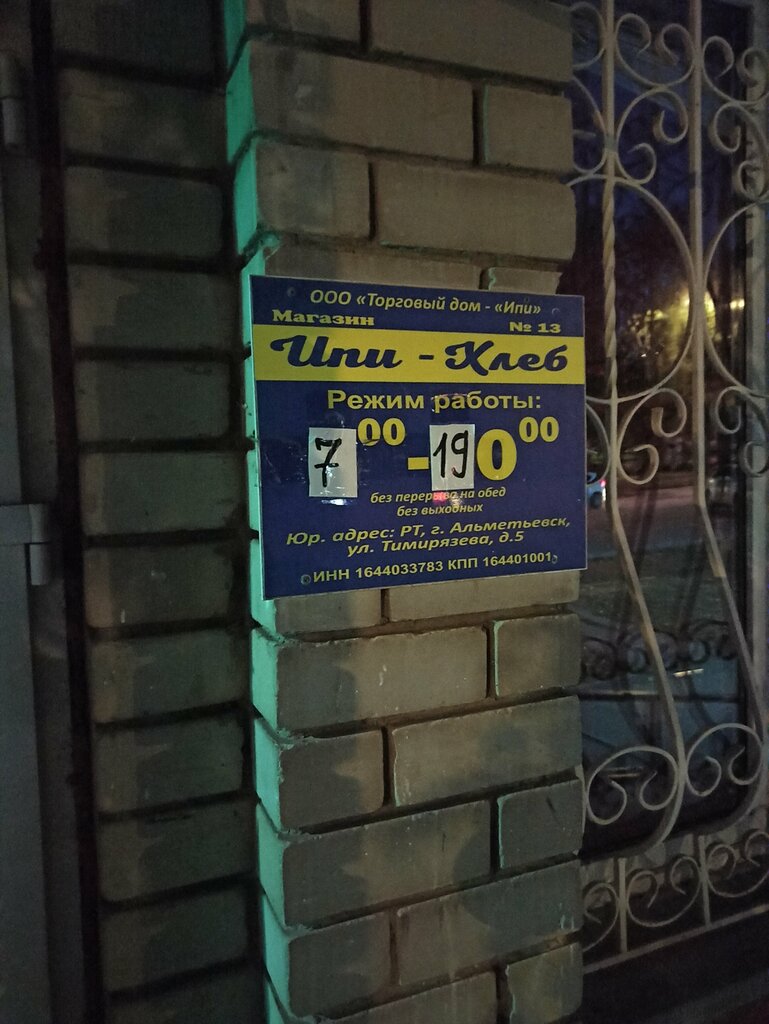 ООО «Торговый дом - «Ипи»
Магазин № 13
Ипи - Хлеб
Режим работы:
7 00 - 19 0 00
без перерыва на обед
без выходных
Юр. адрес: РТ, г. Альметьевск,
ул. Тимирязева, д.5
ИНН 1644033783 КПП 164401001